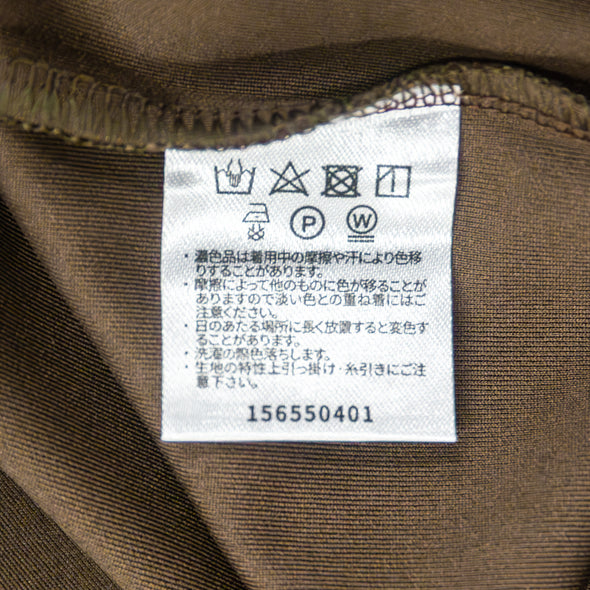 P
W
・濃色品は着用中の摩擦や汗により色移
りすることがあります。
・摩擦によって他のものに色が移ることが
ありますので淡い色との重ね着にはご
注意ください。
・日のあたる場所に長く放置すると変色す
ることがあります。
・洗濯の際色落ちします。
・生地の特性上引っ掛け・糸引きにご注
意下さい。
156550401